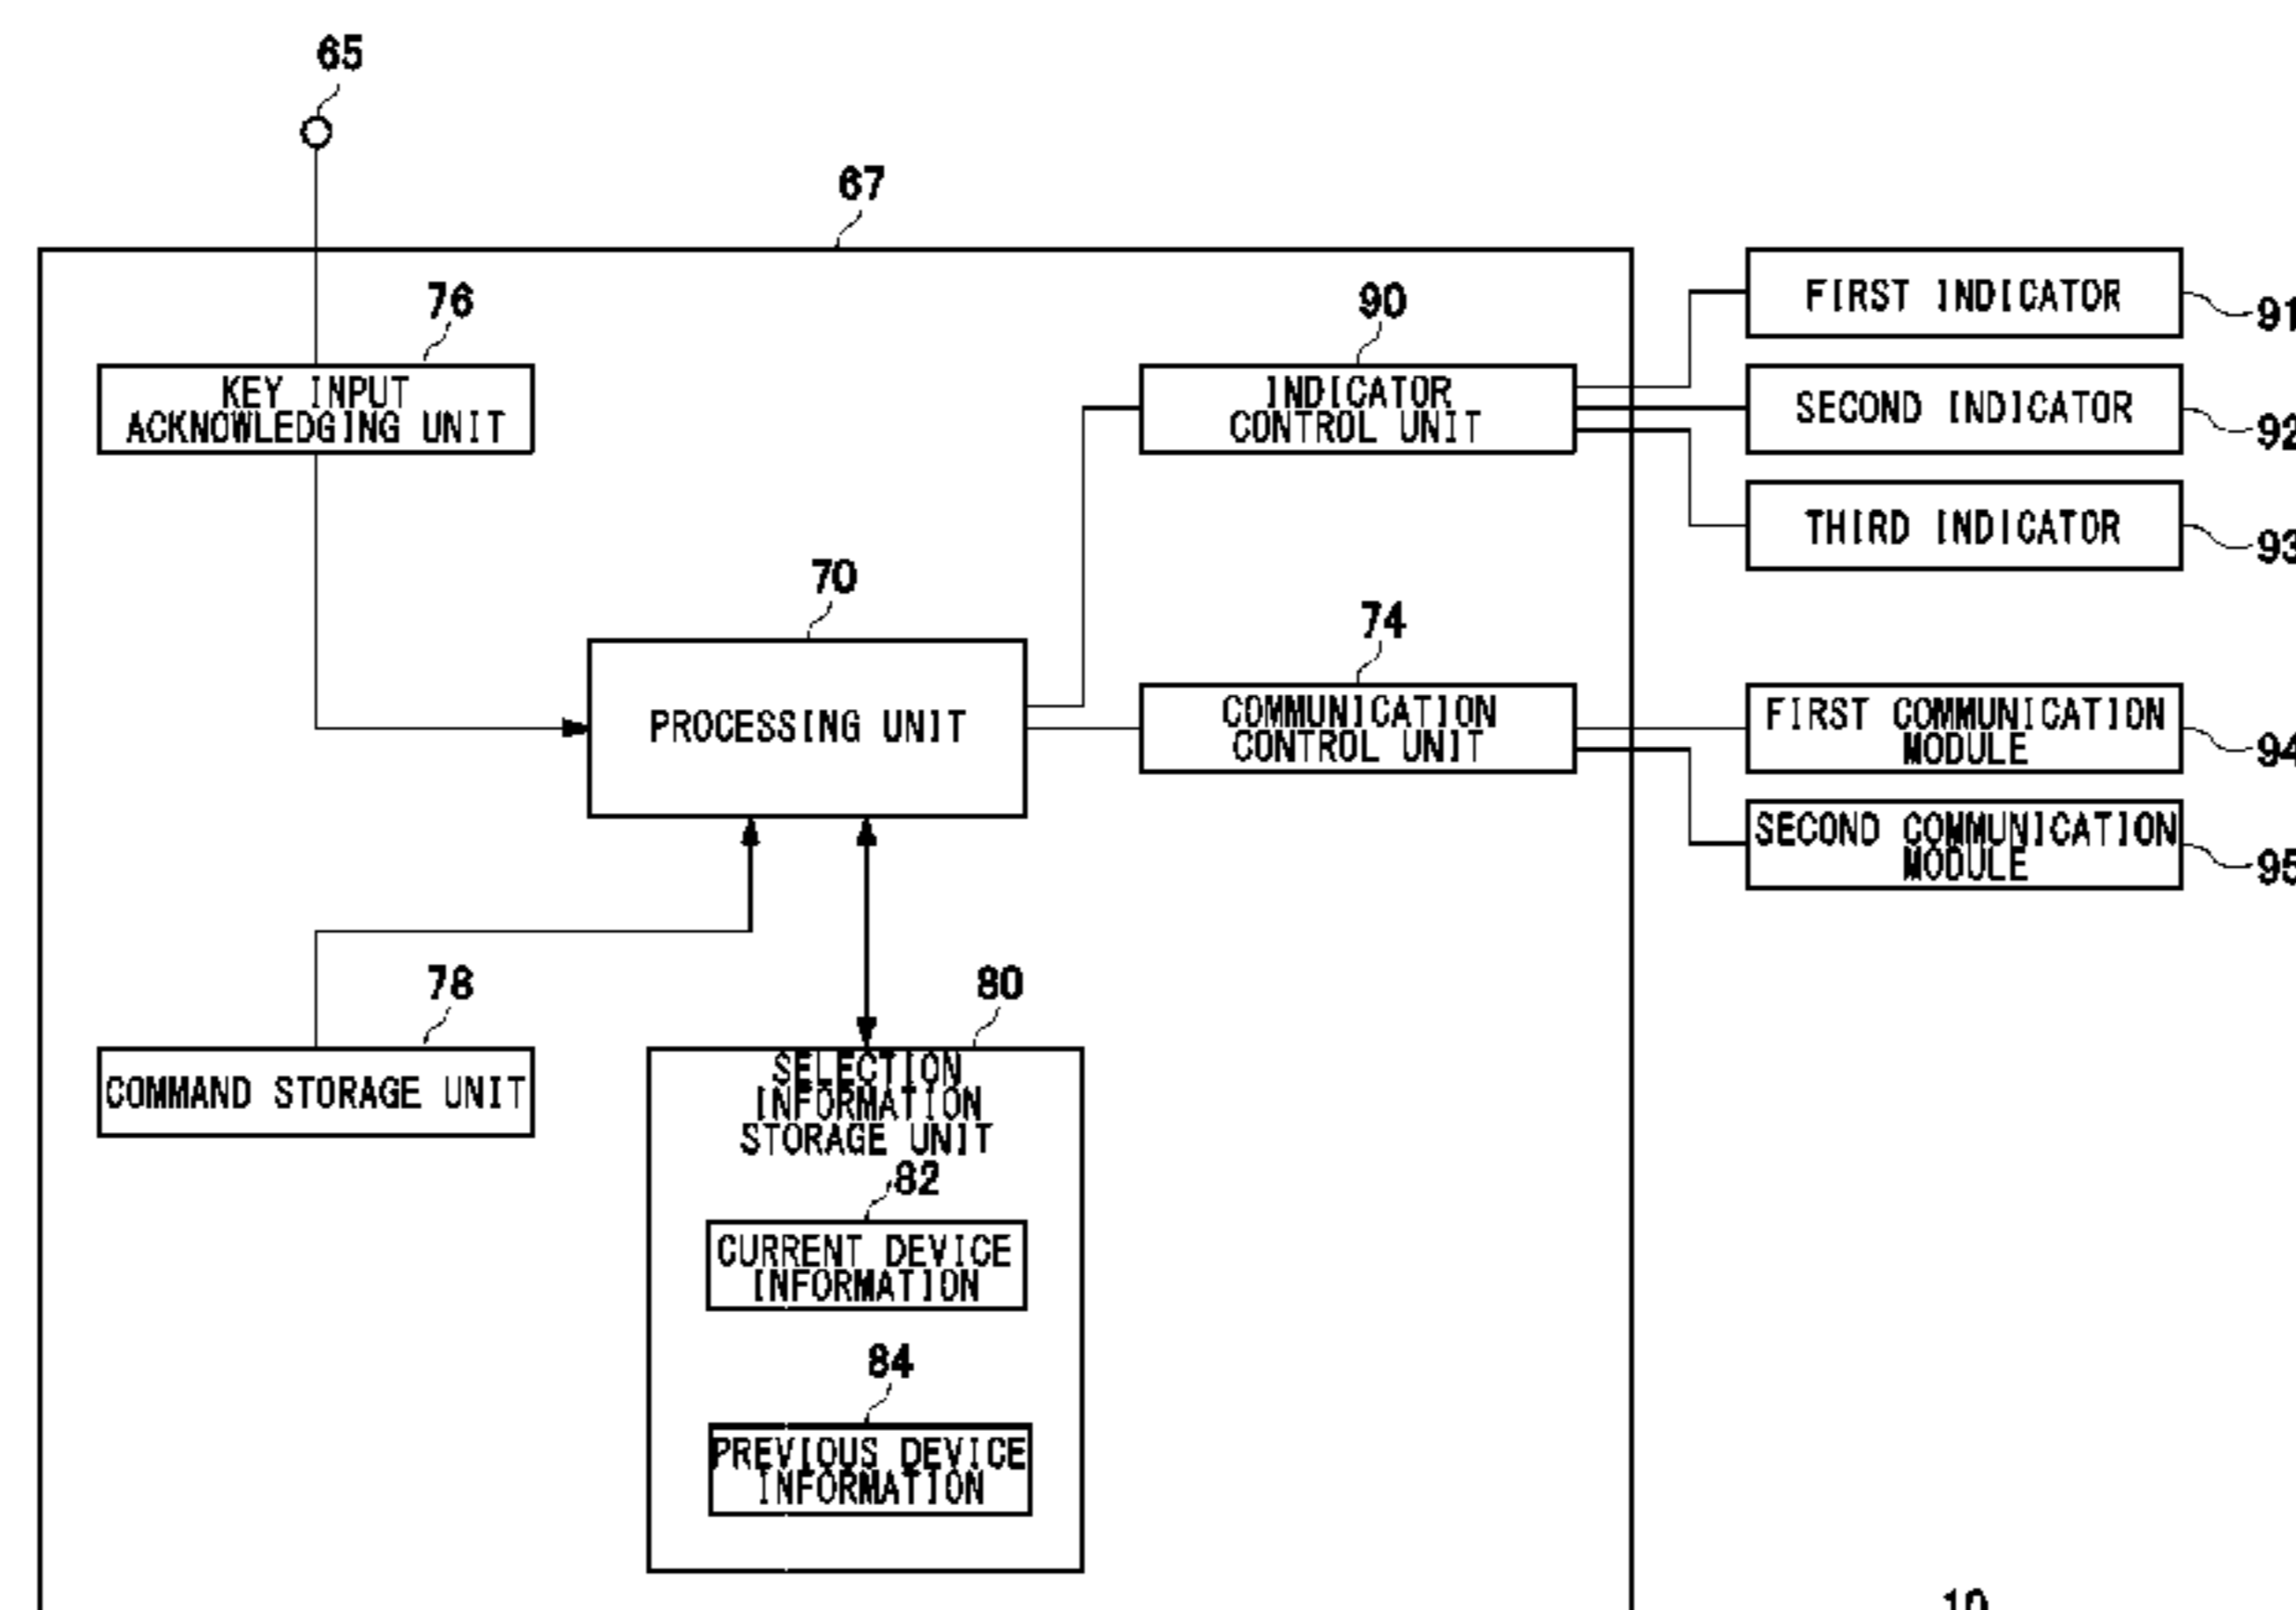 65
67
76
KEY INPUT
ACKNOWLEDGING UNIT
90
INDICATOR
CONTROL UNIT
FIRST INDICATOR
91
SECOND INDICATOR
92
THIRD INDICATOR
93
70
PROCESSING UNIT
74
COMMUNICATION
CONTROL UNIT
FIRST COMMUNICATION
MODULE
94
SECOND COMMUNICATION
MODULE
95
78
COMMAND STORAGE UNIT
80
SELECTION
INFORMATION
STORAGE UNIT
82
CURRENT DEVICE
INFORMATION
84
PREVIOUS DEVICE
INFORMATION
10